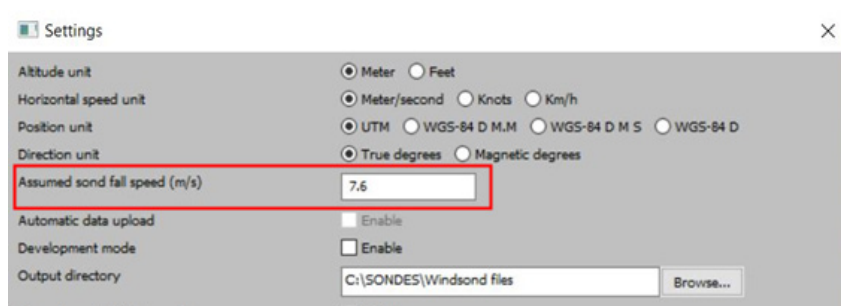 Settings
Altitude unit Meter Feet
Horizontal speed unit Meter/second Knots Km/h
Position unit UTM WGS-84 D M.M WGS-84 D M S WGS-84 D
Direction unit True degrees Magnetic degrees
Assumed sond fall speed (m/s) 7.6
Automatic data upload Enable
Development mode Enable
Output directory C:\SONDES\Windsond files Browse...